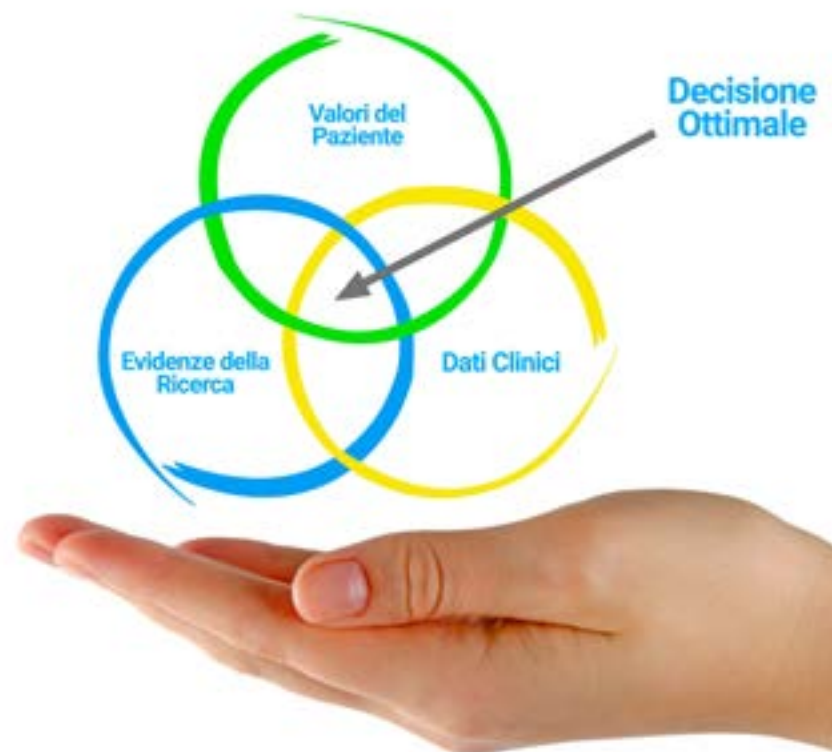 Valori del
Paziente
Decisione
Ottimale
Evidenze della
Ricerca
Dati Clinici